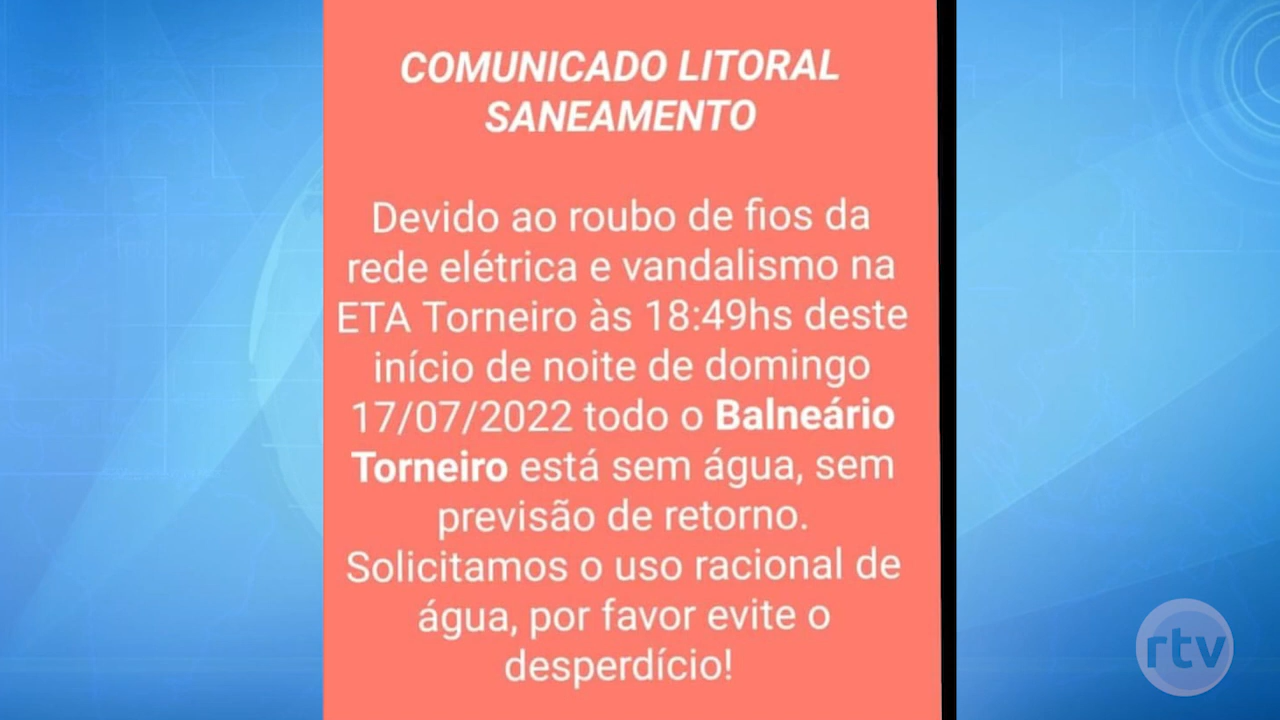 COMUNICADO LITORAL
SANEAMENTO
Devido ao roubo de fios da
rede elétrica e vandalismo na
ETA Torneiro às 18:49hs deste
início de noite de domingo
17/07/2022 todo o Balneário
Torneiro está sem água, sem
previsão de retorno.
Solicitamos o uso racional de
água, por favor evite o
desperdício!
rtv